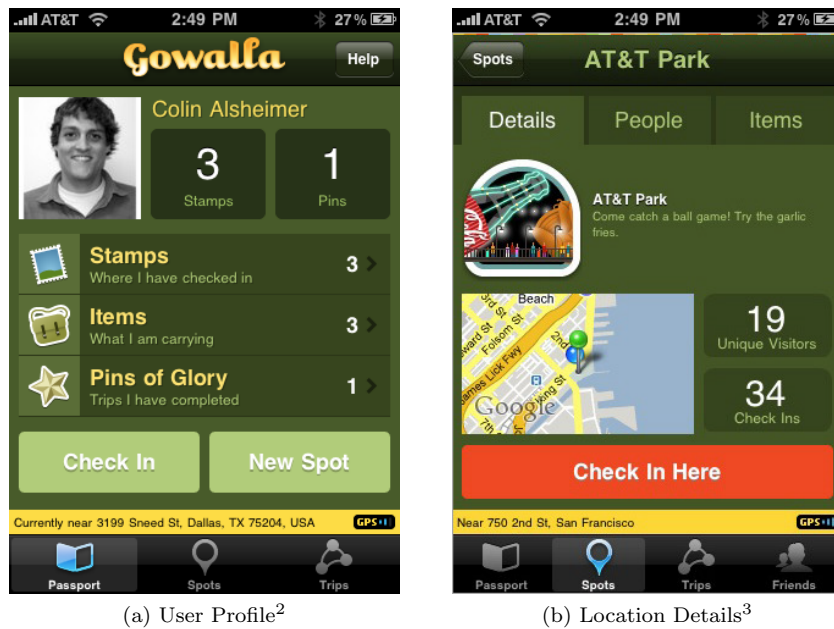 AT&T 2:49 PM 27%
Gowalla Help
Colin Alsheimer
3 1
Stamps Pins
Stamps
Where I have checked in
3
Items
What I am carrying
3
Pins of Glory
Trips I have completed
1
Check In New Spot
Currently near 3199 Sneed St, Dallas, TX 75204, USA GPS
Passport Spots Trips
(a) User Profile2
AT&T 2:49 PM 27%
Spots AT&T Park
Details People Items
AT&T Park
Come catch a ball game! Try the garlic
fries.
Beach
3rd St
Folsom St
2nd
James Lick Fwy
Google
19
Unique Visitors
34
Check Ins
Check In Here
Near 750 2nd St, San Francisco GPS
Passport Spots Trips Friends
(b) Location Details3